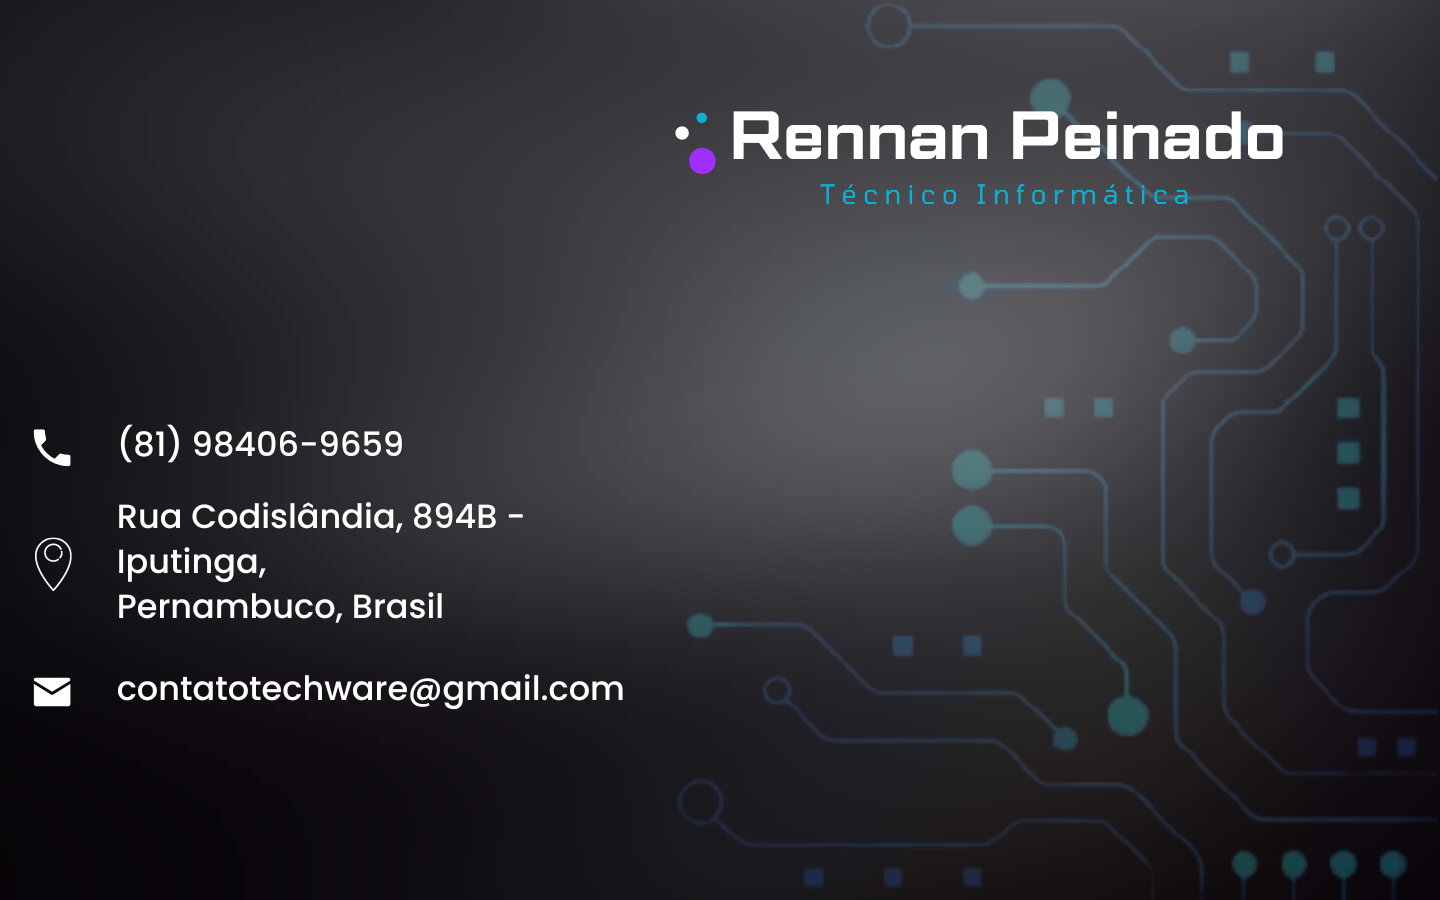 Rennan Peinado
Técnico Informática
(81) 98406-9659
Rua Codislândia, 894B -
Iputinga,
Pernambuco, Brasil
contatotechware@gmail.com